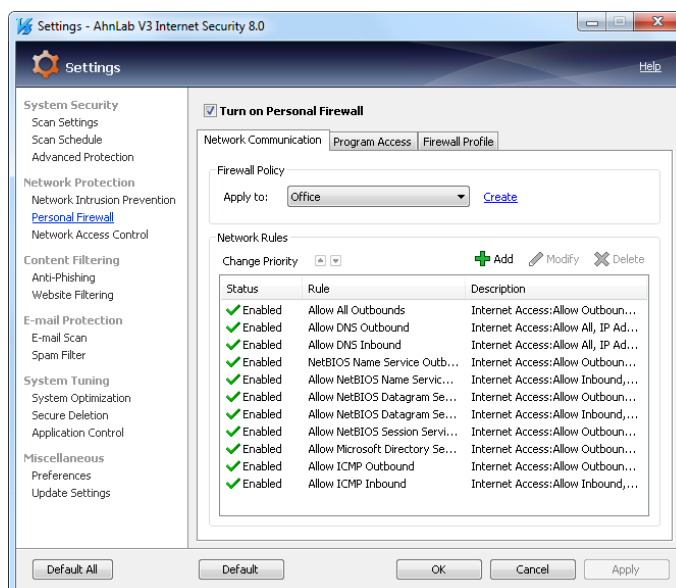 Settings - AhnLab V3 Internet Security 8.0
Settings
Help
System Security
Scan Settings
Scan Schedule
Advanced Protection
Network Protection
Network Intrusion Prevention
Personal Firewall
Network Access Control
Content Filtering
Anti-Phishing
Website Filtering
E-mail Protection
E-mail Scan
Spam Filter
System Tuning
System Optimization
Secure Deletion
Application Control
Miscellaneous
Preferences
Update Settings
Turn on Personal Firewall
Network Communication Program Access Firewall Profile
Firewall Policy
Apply to: Office Create
Network Rules
Change Priority Add Modify Delete
Status Rule Description
Enabled Allow All Outbounds Internet Access:Allow Outboun...
Enabled Allow DNS Outbound Internet Access:Allow All, IP Ad...
Enabled Allow DNS Inbound Internet Access:Allow All, IP Ad...
Enabled NetBIOS Name Service Outb... Internet Access:Allow Outboun...
Enabled Allow NetBIOS Name Servic... Internet Access:Allow Inbound,...
Enabled Allow NetBIOS Datagram Se... Internet Access:Allow Outboun...
Enabled Allow NetBIOS Datagram Se... Internet Access:Allow Inbound,...
Enabled Allow NetBIOS Session Servi... Internet Access:Allow Outboun...
Enabled Allow Microsoft Directory Se... Internet Access:Allow Outboun...
Enabled Allow ICMP Outbound Internet Access:Allow Outboun...
Enabled Allow ICMP Inbound Internet Access:Allow Inbound,...
Default All Default OK Cancel Apply